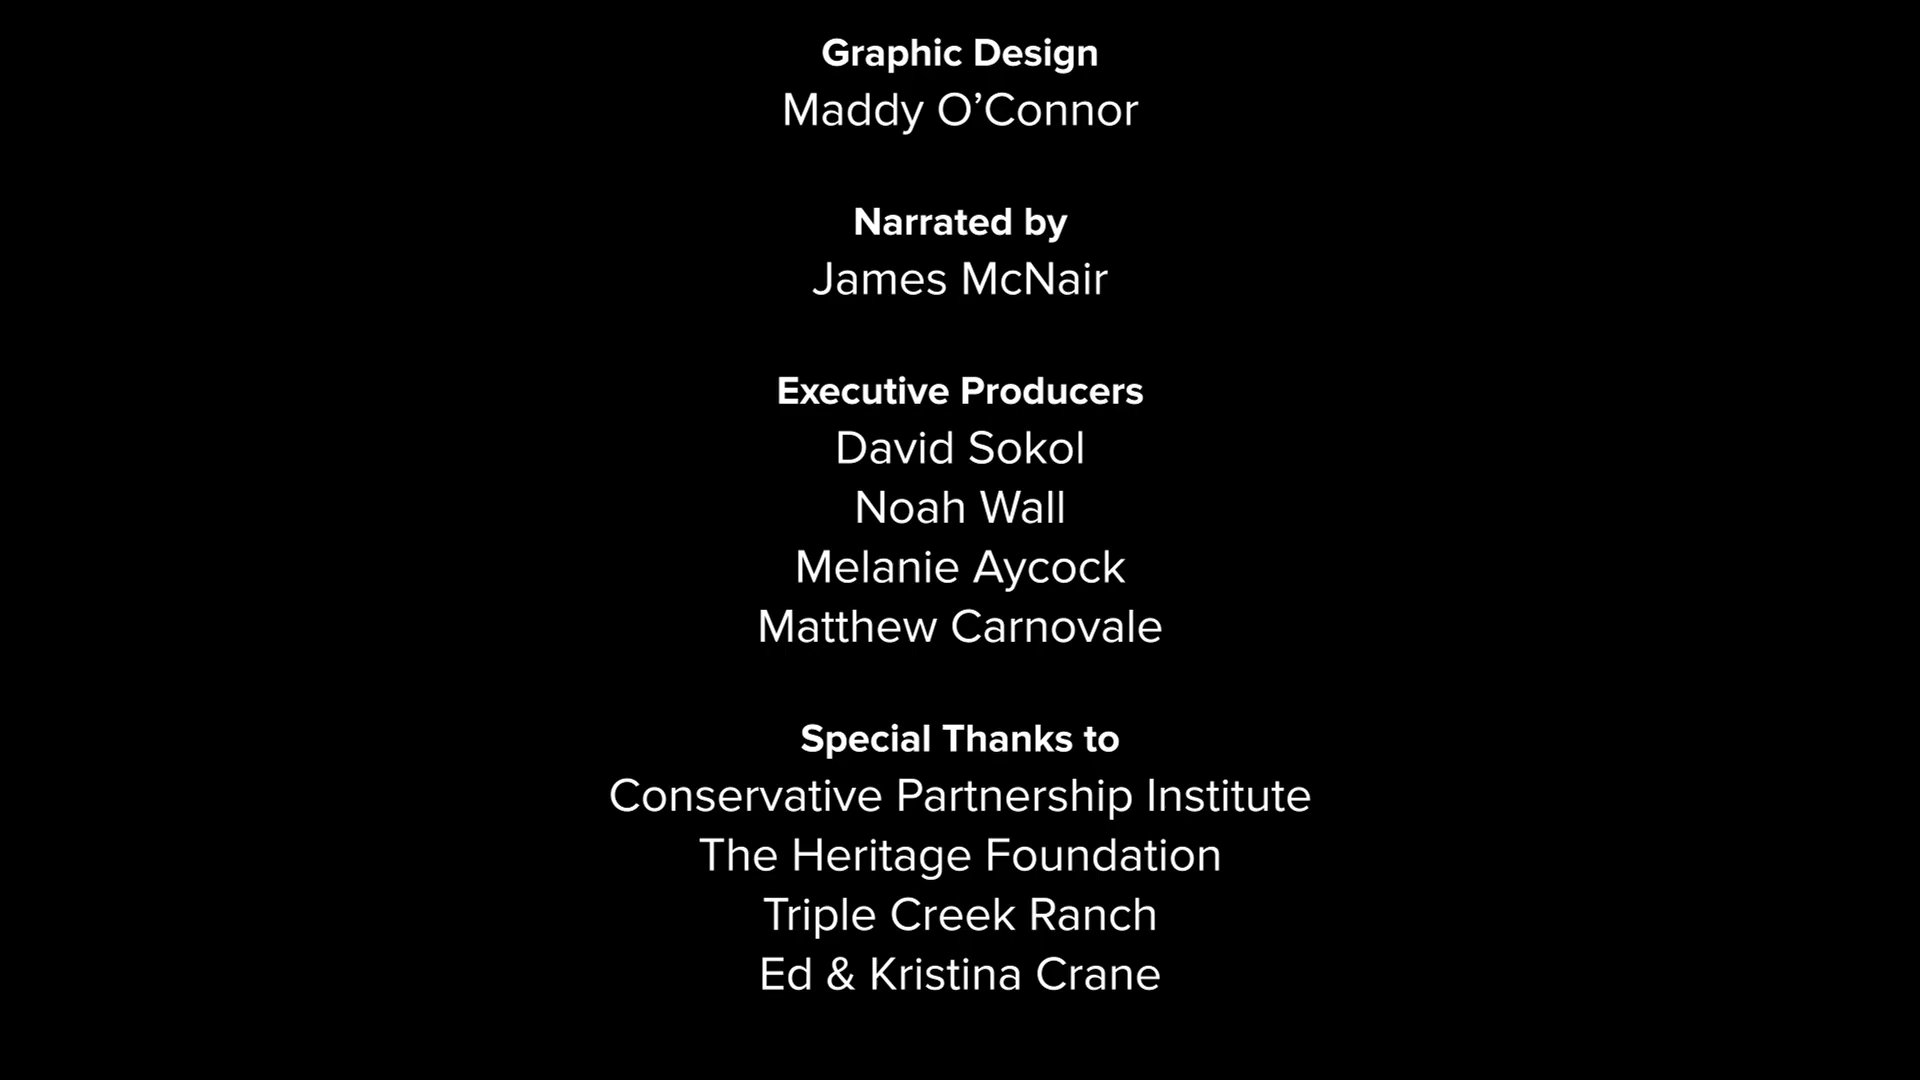 Graphic Design
Maddy O’Connor
Narrated by
James McNair
Executive Producers
David Sokol
Noah Wall
Melanie Aycock
Matthew Carnovale
Special Thanks to
Conservative Partnership Institute
The Heritage Foundation
Triple Creek Ranch
Ed & Kristina Crane